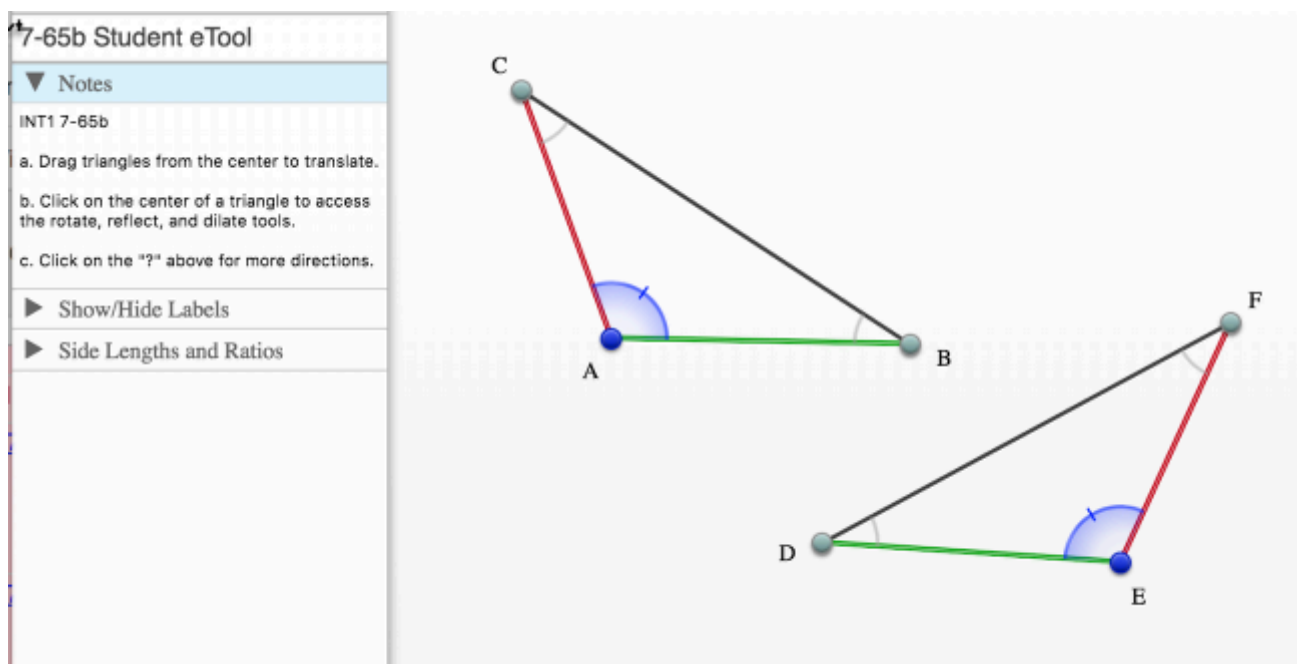 7-65b Student eTool
Notes
INT1 7-65b
a. Drag triangles from the center to translate.
b. Click on the center of a triangle to access
the rotate, reflect, and dilate tools.
c. Click on the "?" above for more directions.
Show/Hide Labels
Side Lengths and Ratios
C
A
B
F
D
E